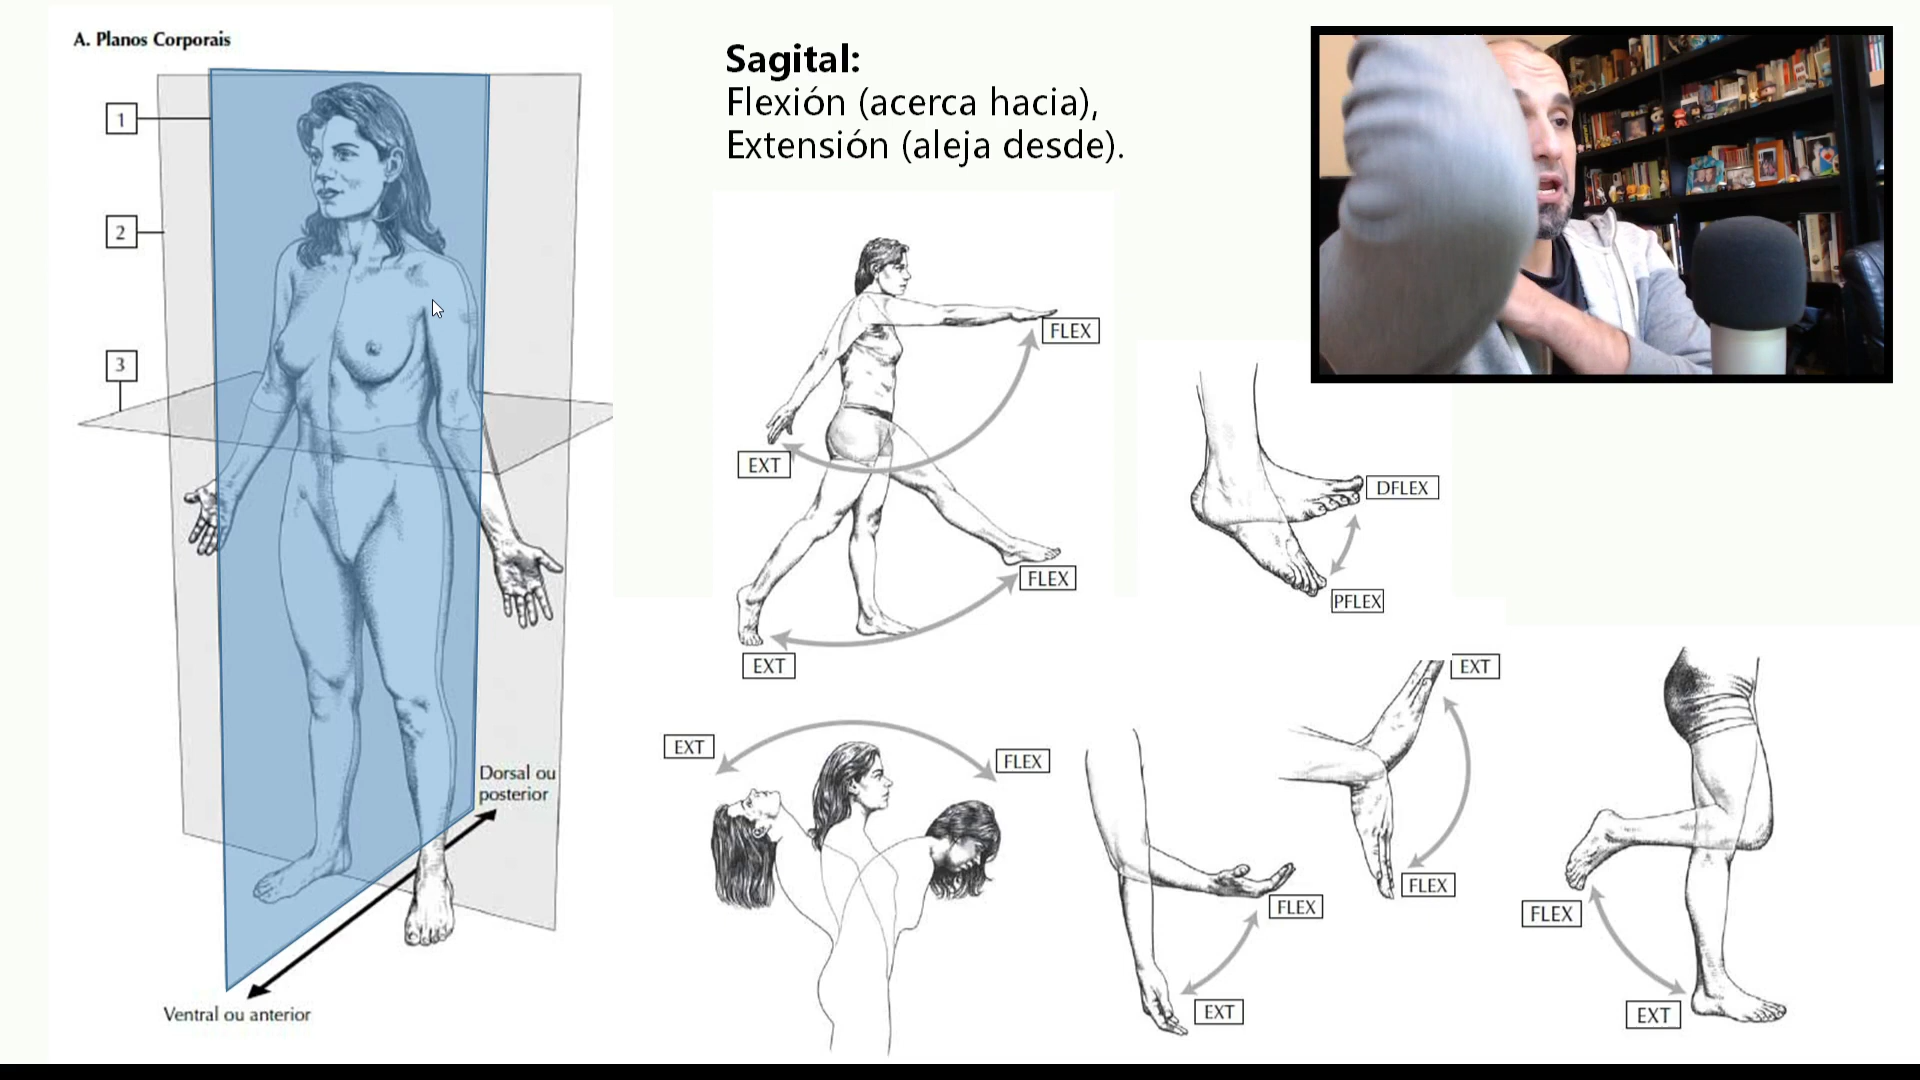 A. Planos Corporais
1
2
3
Dorsal ou
posterior
Ventral ou anterior
Sagital:
Flexión (acerca hacia),
Extensión (aleja desde).
FLEX
EXT
FLEX
EXT
DFLEX
PFLEX
EXT
FLEX
FLEX
EXT
EXT
FLEX
FLEX
EXT